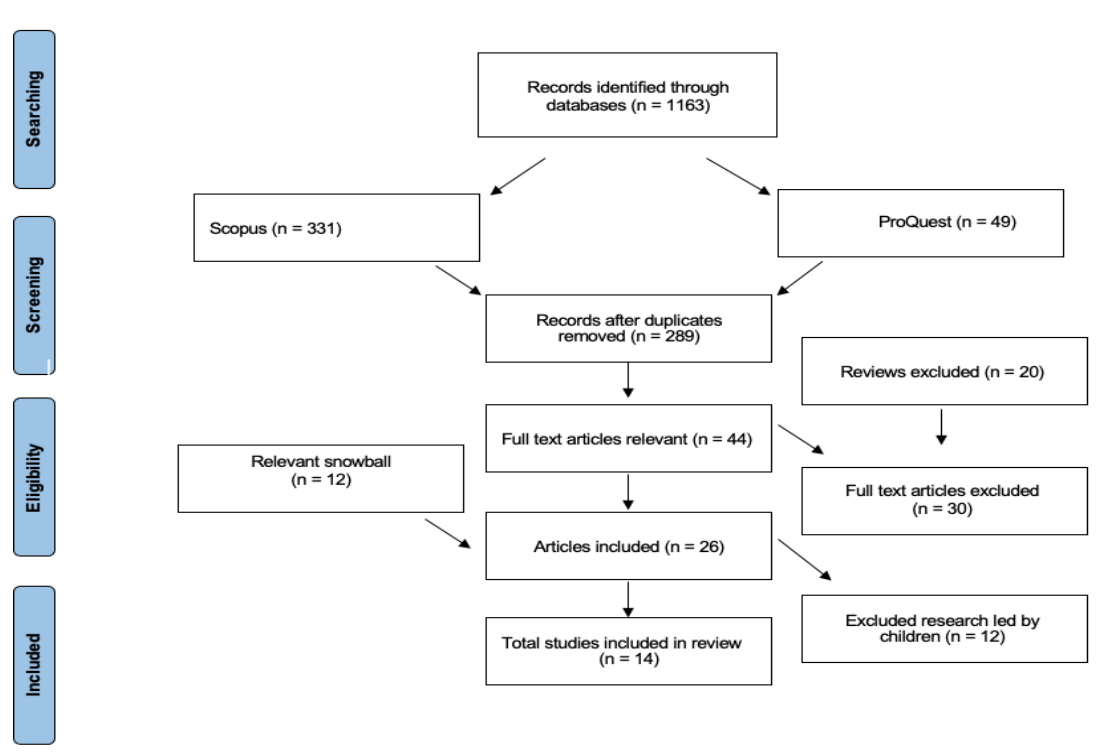 Searching
Records identified through
databases (n = 1163)
Scopus (n = 331)
ProQuest (n = 49)
Screening
Records after duplicates
removed (n = 289)
Reviews excluded (n = 20)
Eligibility
Full text articles relevant (n = 44)
Relevant snowball
(n = 12)
Full text articles excluded
(n = 30)
Articles included (n = 26)
Included
Excluded research led by
children (n = 12)
Total studies included in review
(n = 14)